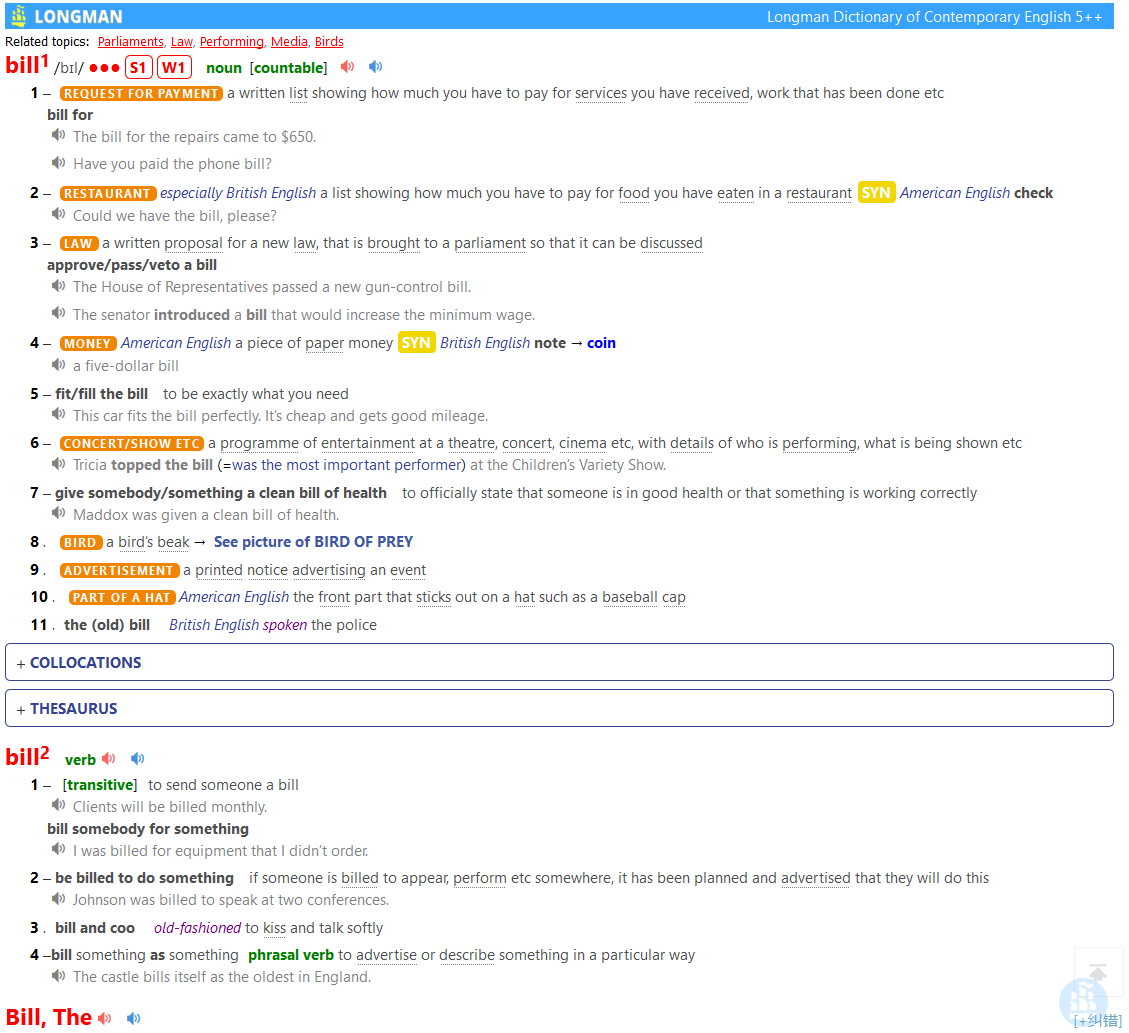 LONGMAN Longman Dictionary of Contemporary English 5++
Related topics: Parliaments, Law, Performing, Media, Birds
bill1 /bɪl/ ●●● S1 W1 noun [countable]
1 – REQUEST FOR PAYMENT a written list showing how much you have to pay for services you have received, work that has been done etc
bill for
The bill for the repairs came to $650.
Have you paid the phone bill?
2 – RESTAURANT especially British English a list showing how much you have to pay for food you have eaten in a restaurant SYN American English check
Could we have the bill, please?
3 – LAW a written proposal for a new law, that is brought to a parliament so that it can be discussed
approve/pass/veto a bill
The House of Representatives passed a new gun-control bill.
The senator introduced a bill that would increase the minimum wage.
4 – MONEY American English a piece of paper money SYN British English note → coin
a five-dollar bill
5 – fit/fill the bill to be exactly what you need
This car fits the bill perfectly. It’s cheap and gets good mileage.
6 – CONCERT/SHOW ETC a programme of entertainment at a theatre, concert, cinema etc, with details of who is performing, what is being shown etc
Tricia topped the bill (=was the most important performer) at the Children’s Variety Show.
7 – give somebody/something a clean bill of health to officially state that someone is in good health or that something is working correctly
Maddox was given a clean bill of health.
8 . BIRD a bird’s beak → See picture of BIRD OF PREY
9 . ADVERTISEMENT a printed notice advertising an event
10 . PART OF A HAT American English the front part that sticks out on a hat such as a baseball cap
11 . the (old) bill British English spoken the police
+ COLLOCATIONS
+ THESAURUS
bill2 verb
1 – [transitive] to send someone a bill
Clients will be billed monthly.
bill somebody for something
I was billed for equipment that I didn’t order.
2 – be billed to do something if someone is billed to appear, perform etc somewhere, it has been planned and advertised that they will do this
Johnson was billed to speak at two conferences.
3 . bill and coo old-fashioned to kiss and talk softly
4 –bill something as something phrasal verb to advertise or describe something in a particular way
The castle bills itself as the oldest in England.
Bill, The
[+纠错]